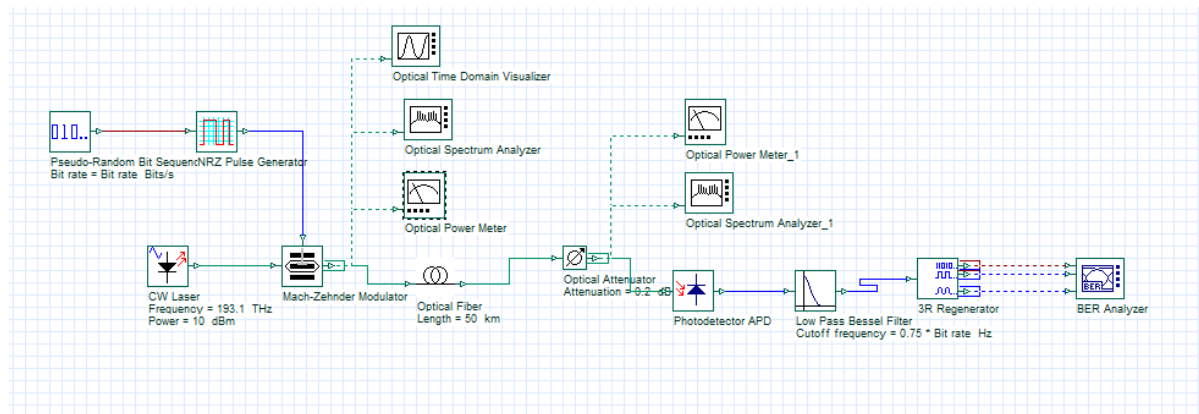 Optical Time Domain Visualizer
010..
Pseudo-Random Bit Sequenc
NRZ Pulse Generator
Bit rate = Bit rate Bits/s
Optical Spectrum Analyzer
Optical Power Meter_1
Optical Power Meter
Optical Spectrum Analyzer_1
CW Laser
Frequency = 193.1 THz
Power = 10 dBm
Mach-Zehnder Modulator
Optical Fiber
Length = 50 km
Optical Attenuator
Attenuation = 0.2 dB
Photodetector APD
Low Pass Bessel Filter
Cutoff frequency = 0.75 * Bit rate Hz
3R Regenerator
BER
BER Analyzer